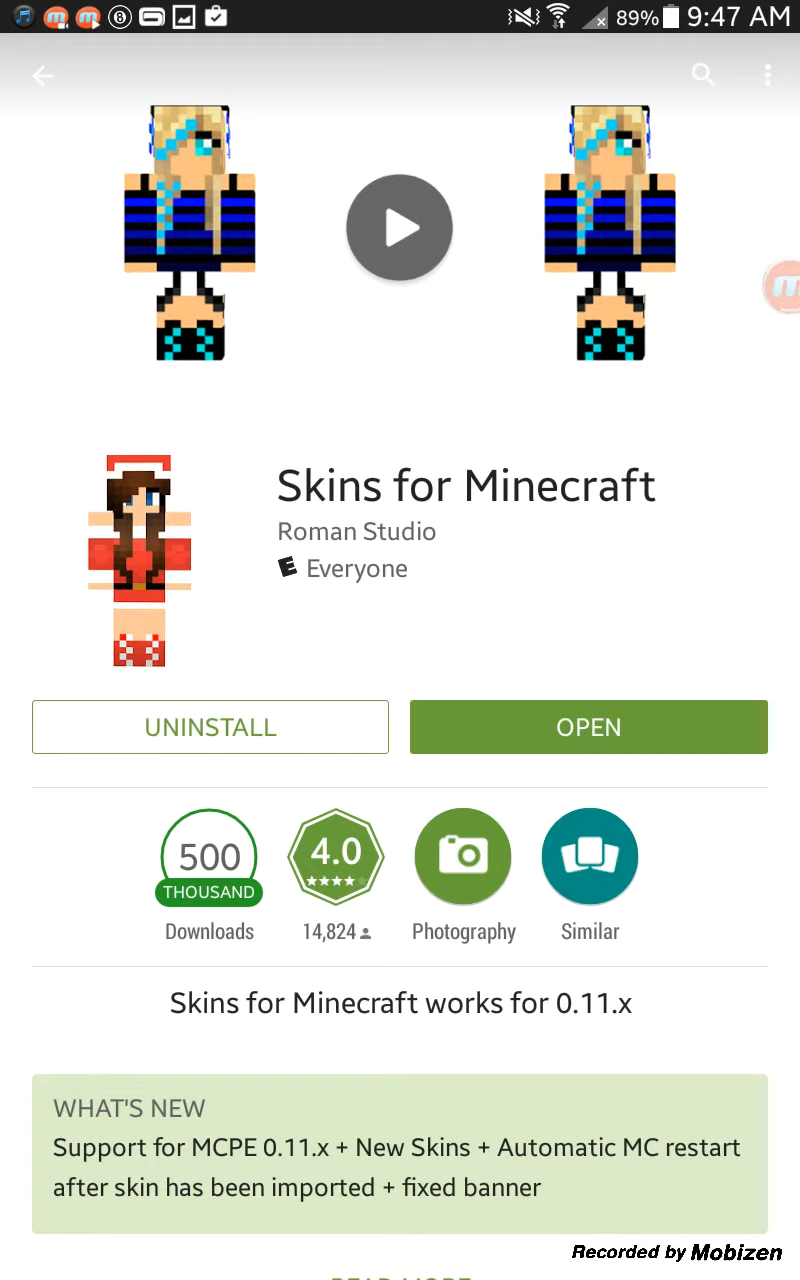 89% 9:47 AM
Skins for Minecraft
Roman Studio
E Everyone
UNINSTALL OPEN
500 4.0
THOUSAND
Downloads 14,824 Photography Similar
Skins for Minecraft works for 0.11.x
WHAT'S NEW
Support for MCPE 0.11.x + New Skins + Automatic MC restart
after skin has been imported + fixed banner
Recorded by Mobizen
READ MORE